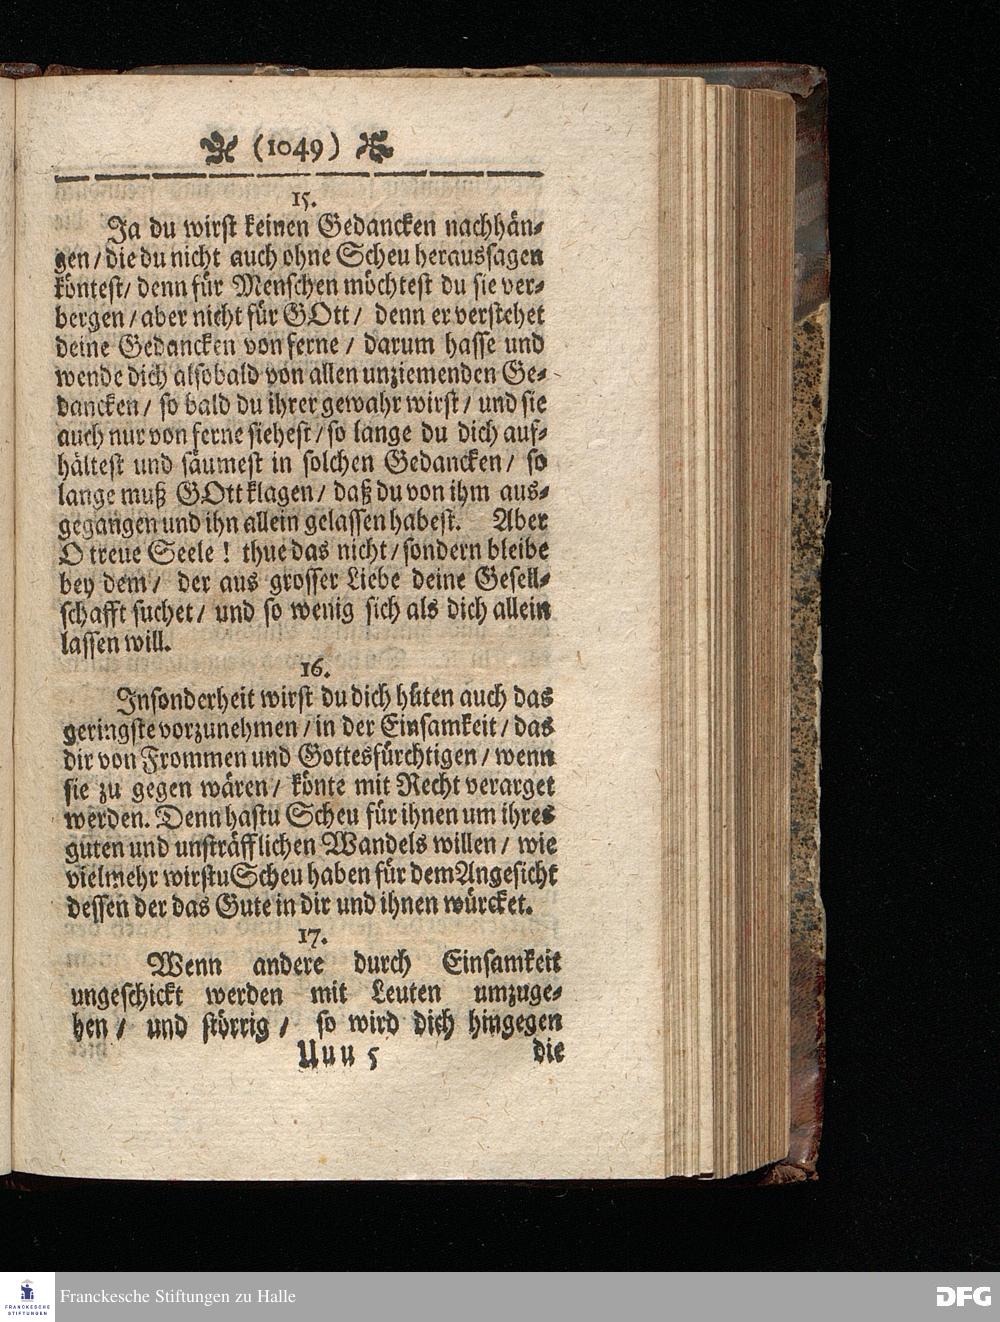 (1049)
15.
Ja du wirst keinen Gedancken nachhän-
gen/ die du nicht auch ohne Scheu heraussagen
köntest/ denn für Menschen möchtest du sie ver-
bergen/ aber nicht für GOtt/ denn er verstehet
deine Gedancken von ferne/ darum hasse und
wende dich alsobald von allen unziemenden Ge-
dancken/ so bald du ihrer gewahr wirst/ und sie
auch nur von ferne siehest/ so lange du dich auf-
hältest und säumest in solchen Gedancken/ so
lange muß GOtt klagen/ daß du von ihm aus-
gegangen und ihn allein gelassen habest. Aber
O treue Seele! thue das nicht/ sondern bleibe
bey dem/ der aus grosser Liebe deine Gesell-
schafft suchet/ und so wenig sich als dich allein
lassen will.
16.
Insonderheit wirst du dich hüten auch das
geringste vorzunehmen/ in der Einsamkeit/ das
dir von Frommen und Gottesfürchtigen/ wenn
sie zu gegen wären/ könte mit Recht verarget
werden. Denn hastu Scheu für ihnen um ihres
guten und unsträfflichen Wandels willen/ wie
vielmehr wirstu Scheu haben für dem Angesicht
dessen der das Gute in dir und ihnen würcket.
17.
Wenn andere durch Einsamkeit
ungeschickt werden mit Leuten umzuge-
hen/ und störrig/ so wird dich hingegen
Uuu 5 die
FRANCKESCHE STIFTUNGEN
Franckesche Stiftungen zu Halle
DFG